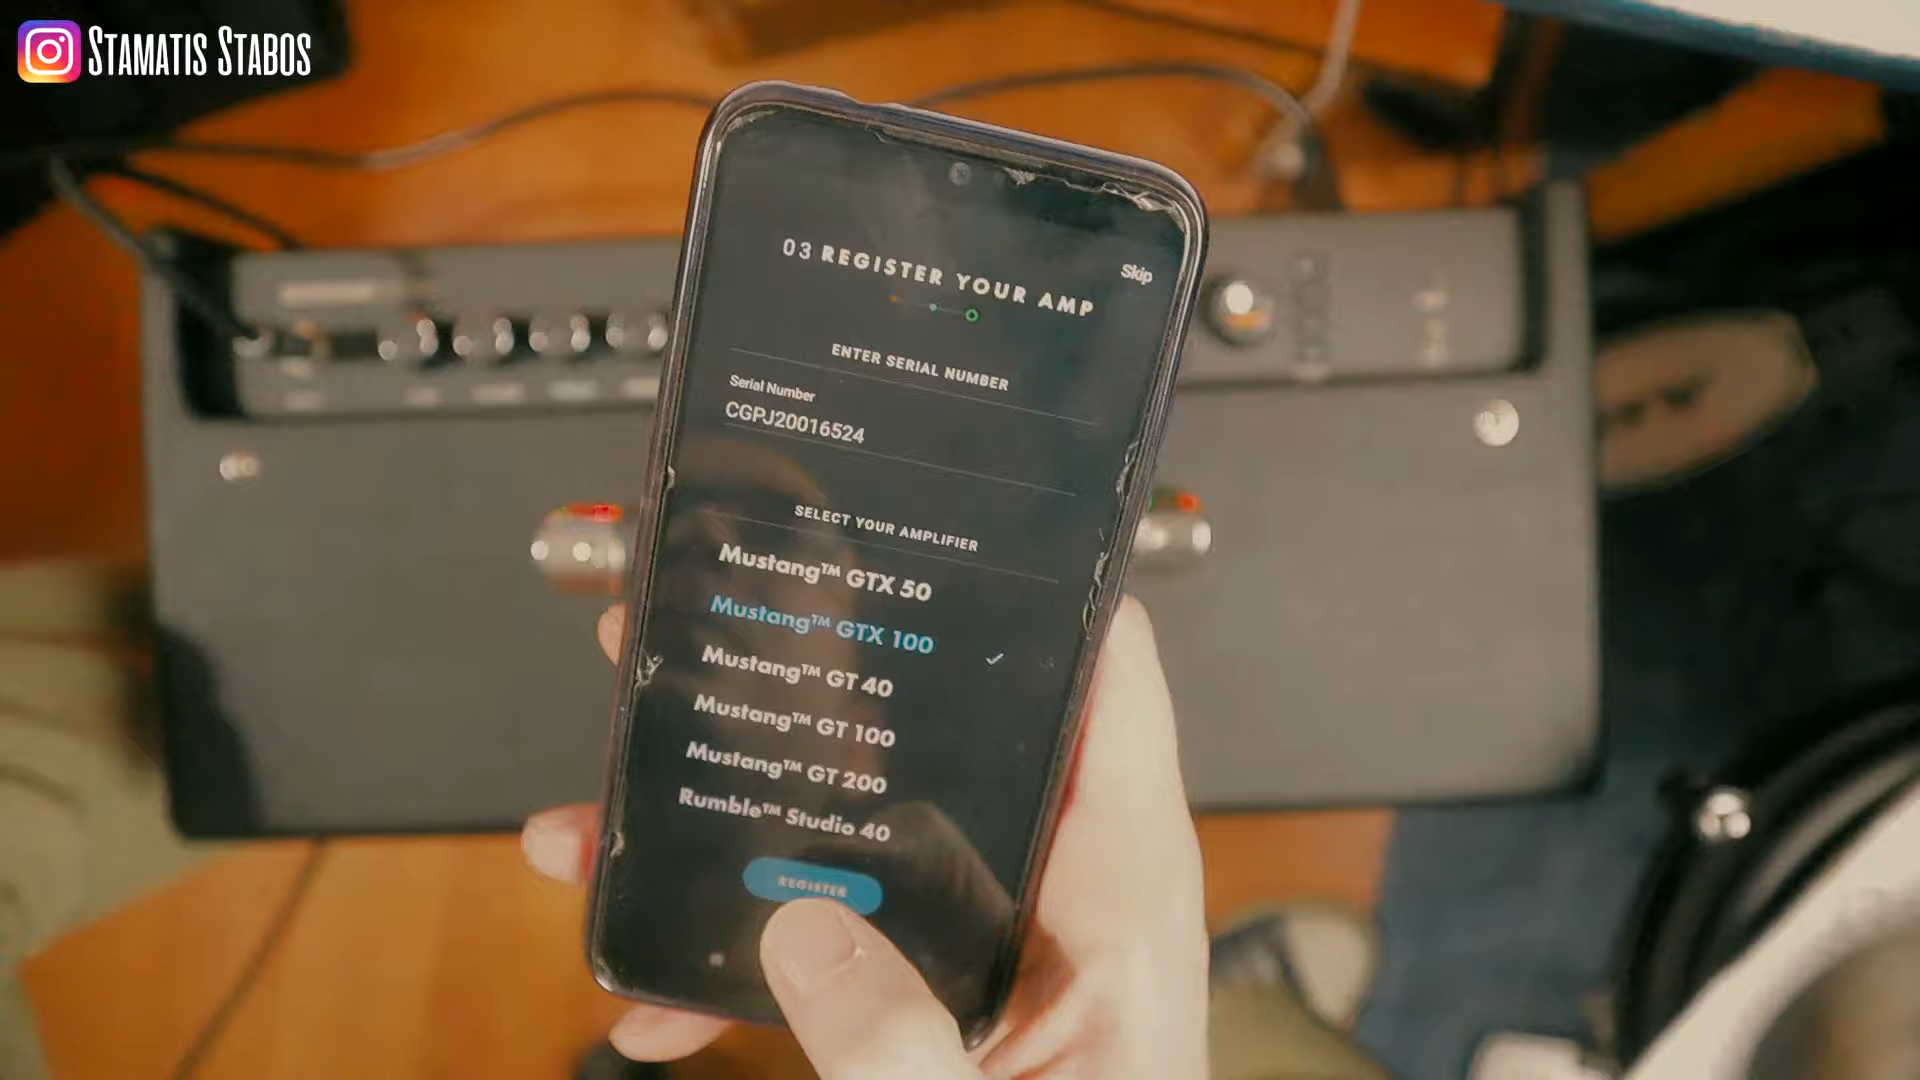 STAMATIS STABOS
03 REGISTER YOUR AMP
Skip
ENTER SERIAL NUMBER
Serial Number
CGPJ20016524
SELECT YOUR AMPLIFIER
Mustang™ GTX 50
Mustang™ GTX 100
Mustang™ GT 40
Mustang™ GT 100
Mustang™ GT 200
Rumble™ Studio 40
REGISTER